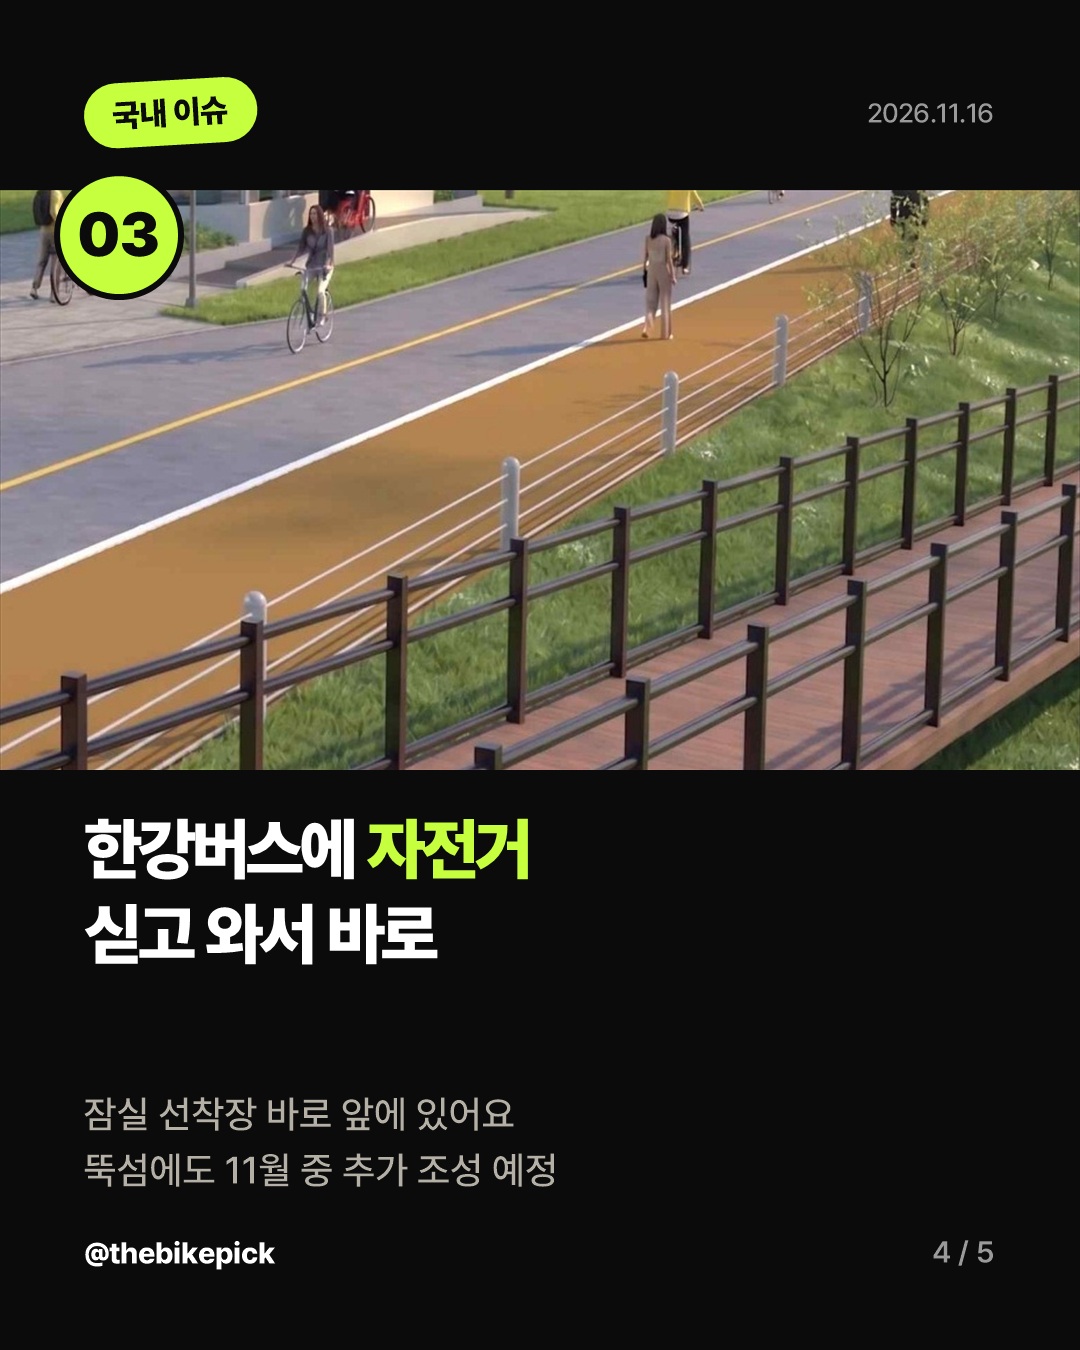 국내 이슈
2026.11.16
03
한강버스에 자전거
싣고 와서 바로
잠실 선착장 바로 앞에 있어요
뚝섬에도 11월 중 추가 조성 예정
@thebikepick
4 / 5